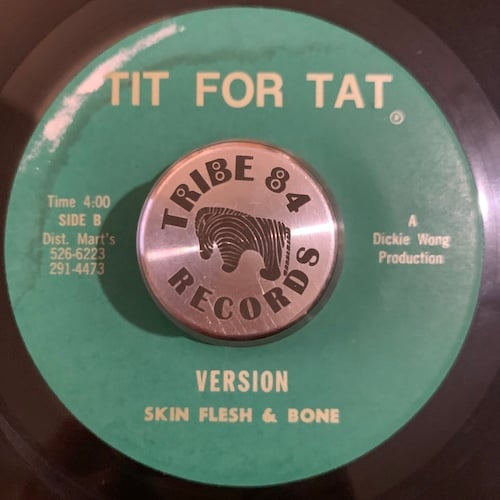 TIT FOR TAT
℗
Time 4:00
SIDE B
Dist. Mart's
526-6223
291-4473
TRIBE 84
RECORDS
A
Dickie Wong
Production
VERSION
SKIN FLESH & BONE